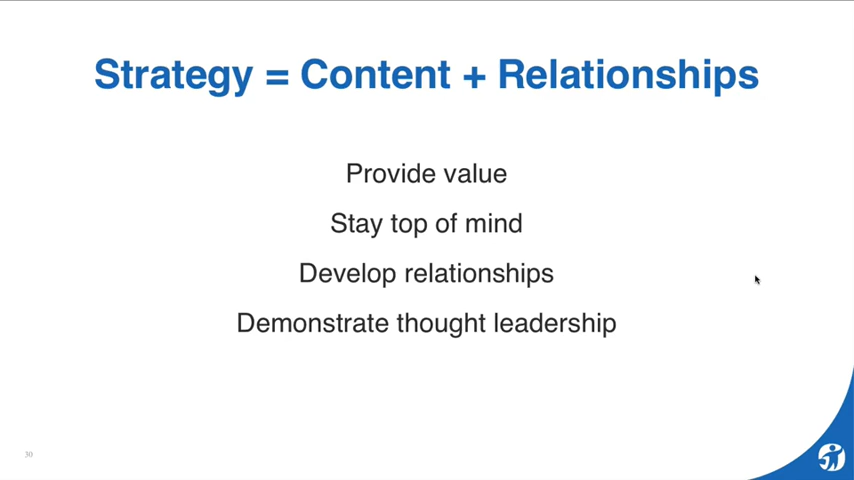 Strategy = Content + Relationships
Provide value
Stay top of mind
Develop relationships
Demonstrate thought leadership
30